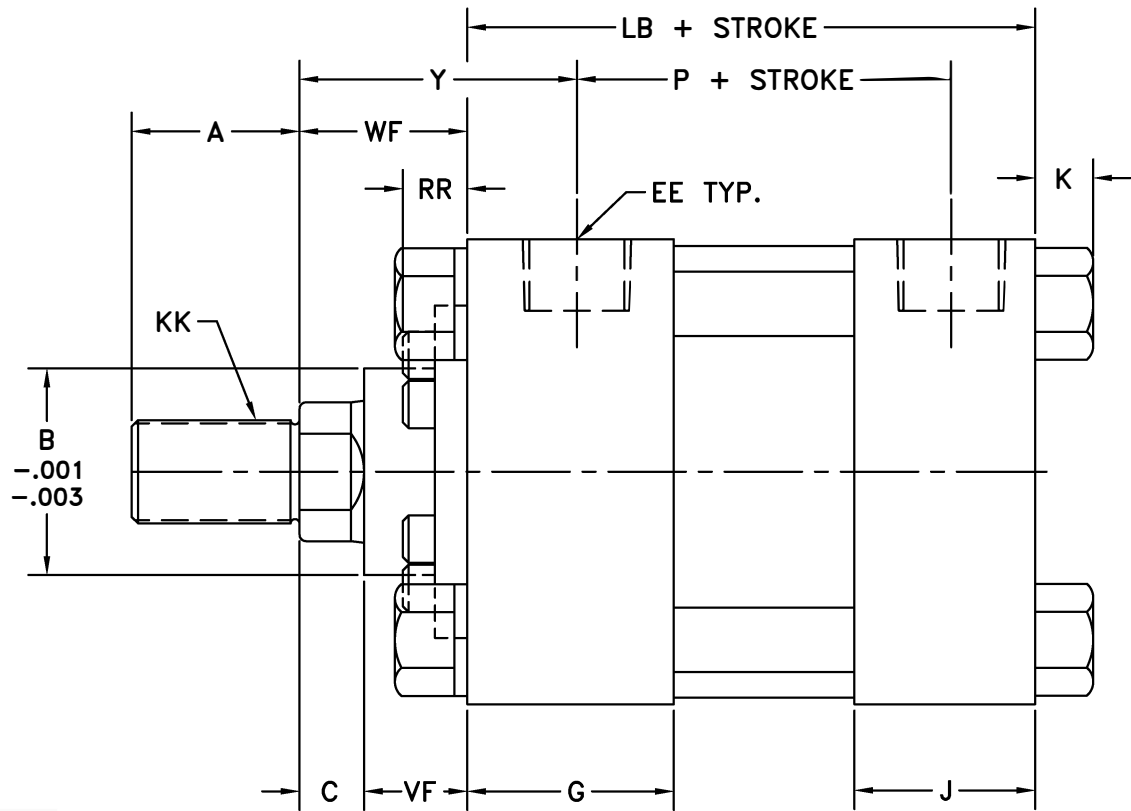 LB + STROKE
Y
P + STROKE
A
WF
RR
EE TYP.
K
KK
B
-.001
-.003
C
VF
G
J